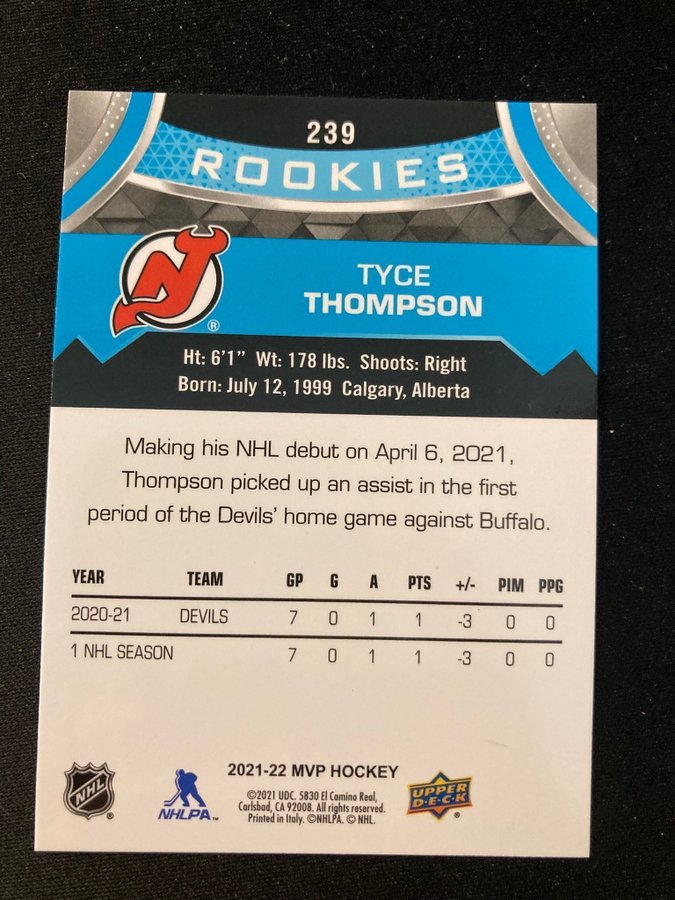 239
ROOKIES
NJ
®
TYCE
THOMPSON
Ht: 6'1" Wt: 178 lbs. Shoots: Right
Born: July 12, 1999 Calgary, Alberta
Making his NHL debut on April 6, 2021,
Thompson picked up an assist in the first
period of the Devils' home game against Buffalo.
YEAR TEAM GP G A PTS +/- PIM PPG
2020-21 DEVILS 7 0 1 1 -3 0 0
1 NHL SEASON 7 0 1 1 -3 0 0
2021-22 MVP HOCKEY
©2021 UDC. 5830 El Camino Real,
Carlsbad, CA 92008. All rights reserved.
Printed in Italy. ©NHLPA. © NHL.
NHL
NHLPA™
UPPER
DECK
®